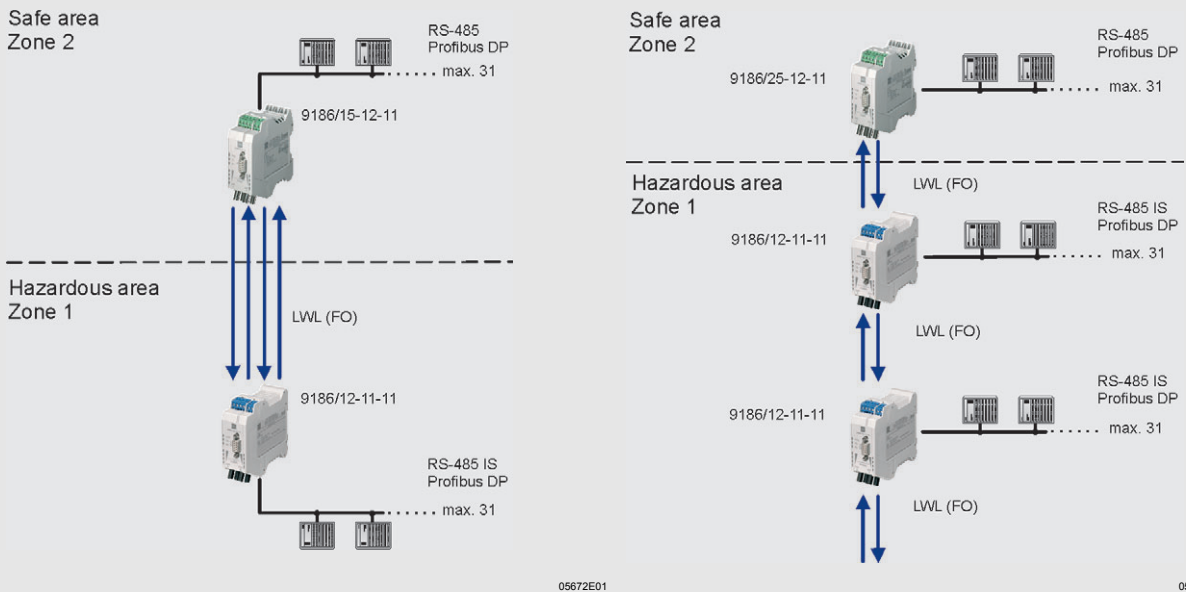 Safe area
Zone 2
RS-485
Profibus DP
max. 31
9186/15-12-11
Hazardous area
Zone 1
LWL (FO)
9186/12-11-11
RS-485 IS
Profibus DP
max. 31
05672E01
Safe area
Zone 2
RS-485
Profibus DP
9186/25-12-11
max. 31
Hazardous area
Zone 1
LWL (FO)
RS-485 IS
Profibus DP
9186/12-11-11
max. 31
LWL (FO)
RS-485 IS
Profibus DP
9186/12-11-11
max. 31
LWL (FO)
05